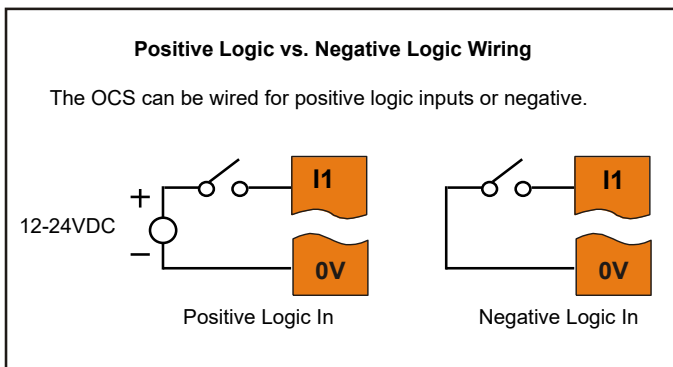 Positive Logic vs. Negative Logic Wiring
The OCS can be wired for positive logic inputs or negative.
+
12-24VDC
–
I1
0V
Positive Logic In
I1
0V
Negative Logic In